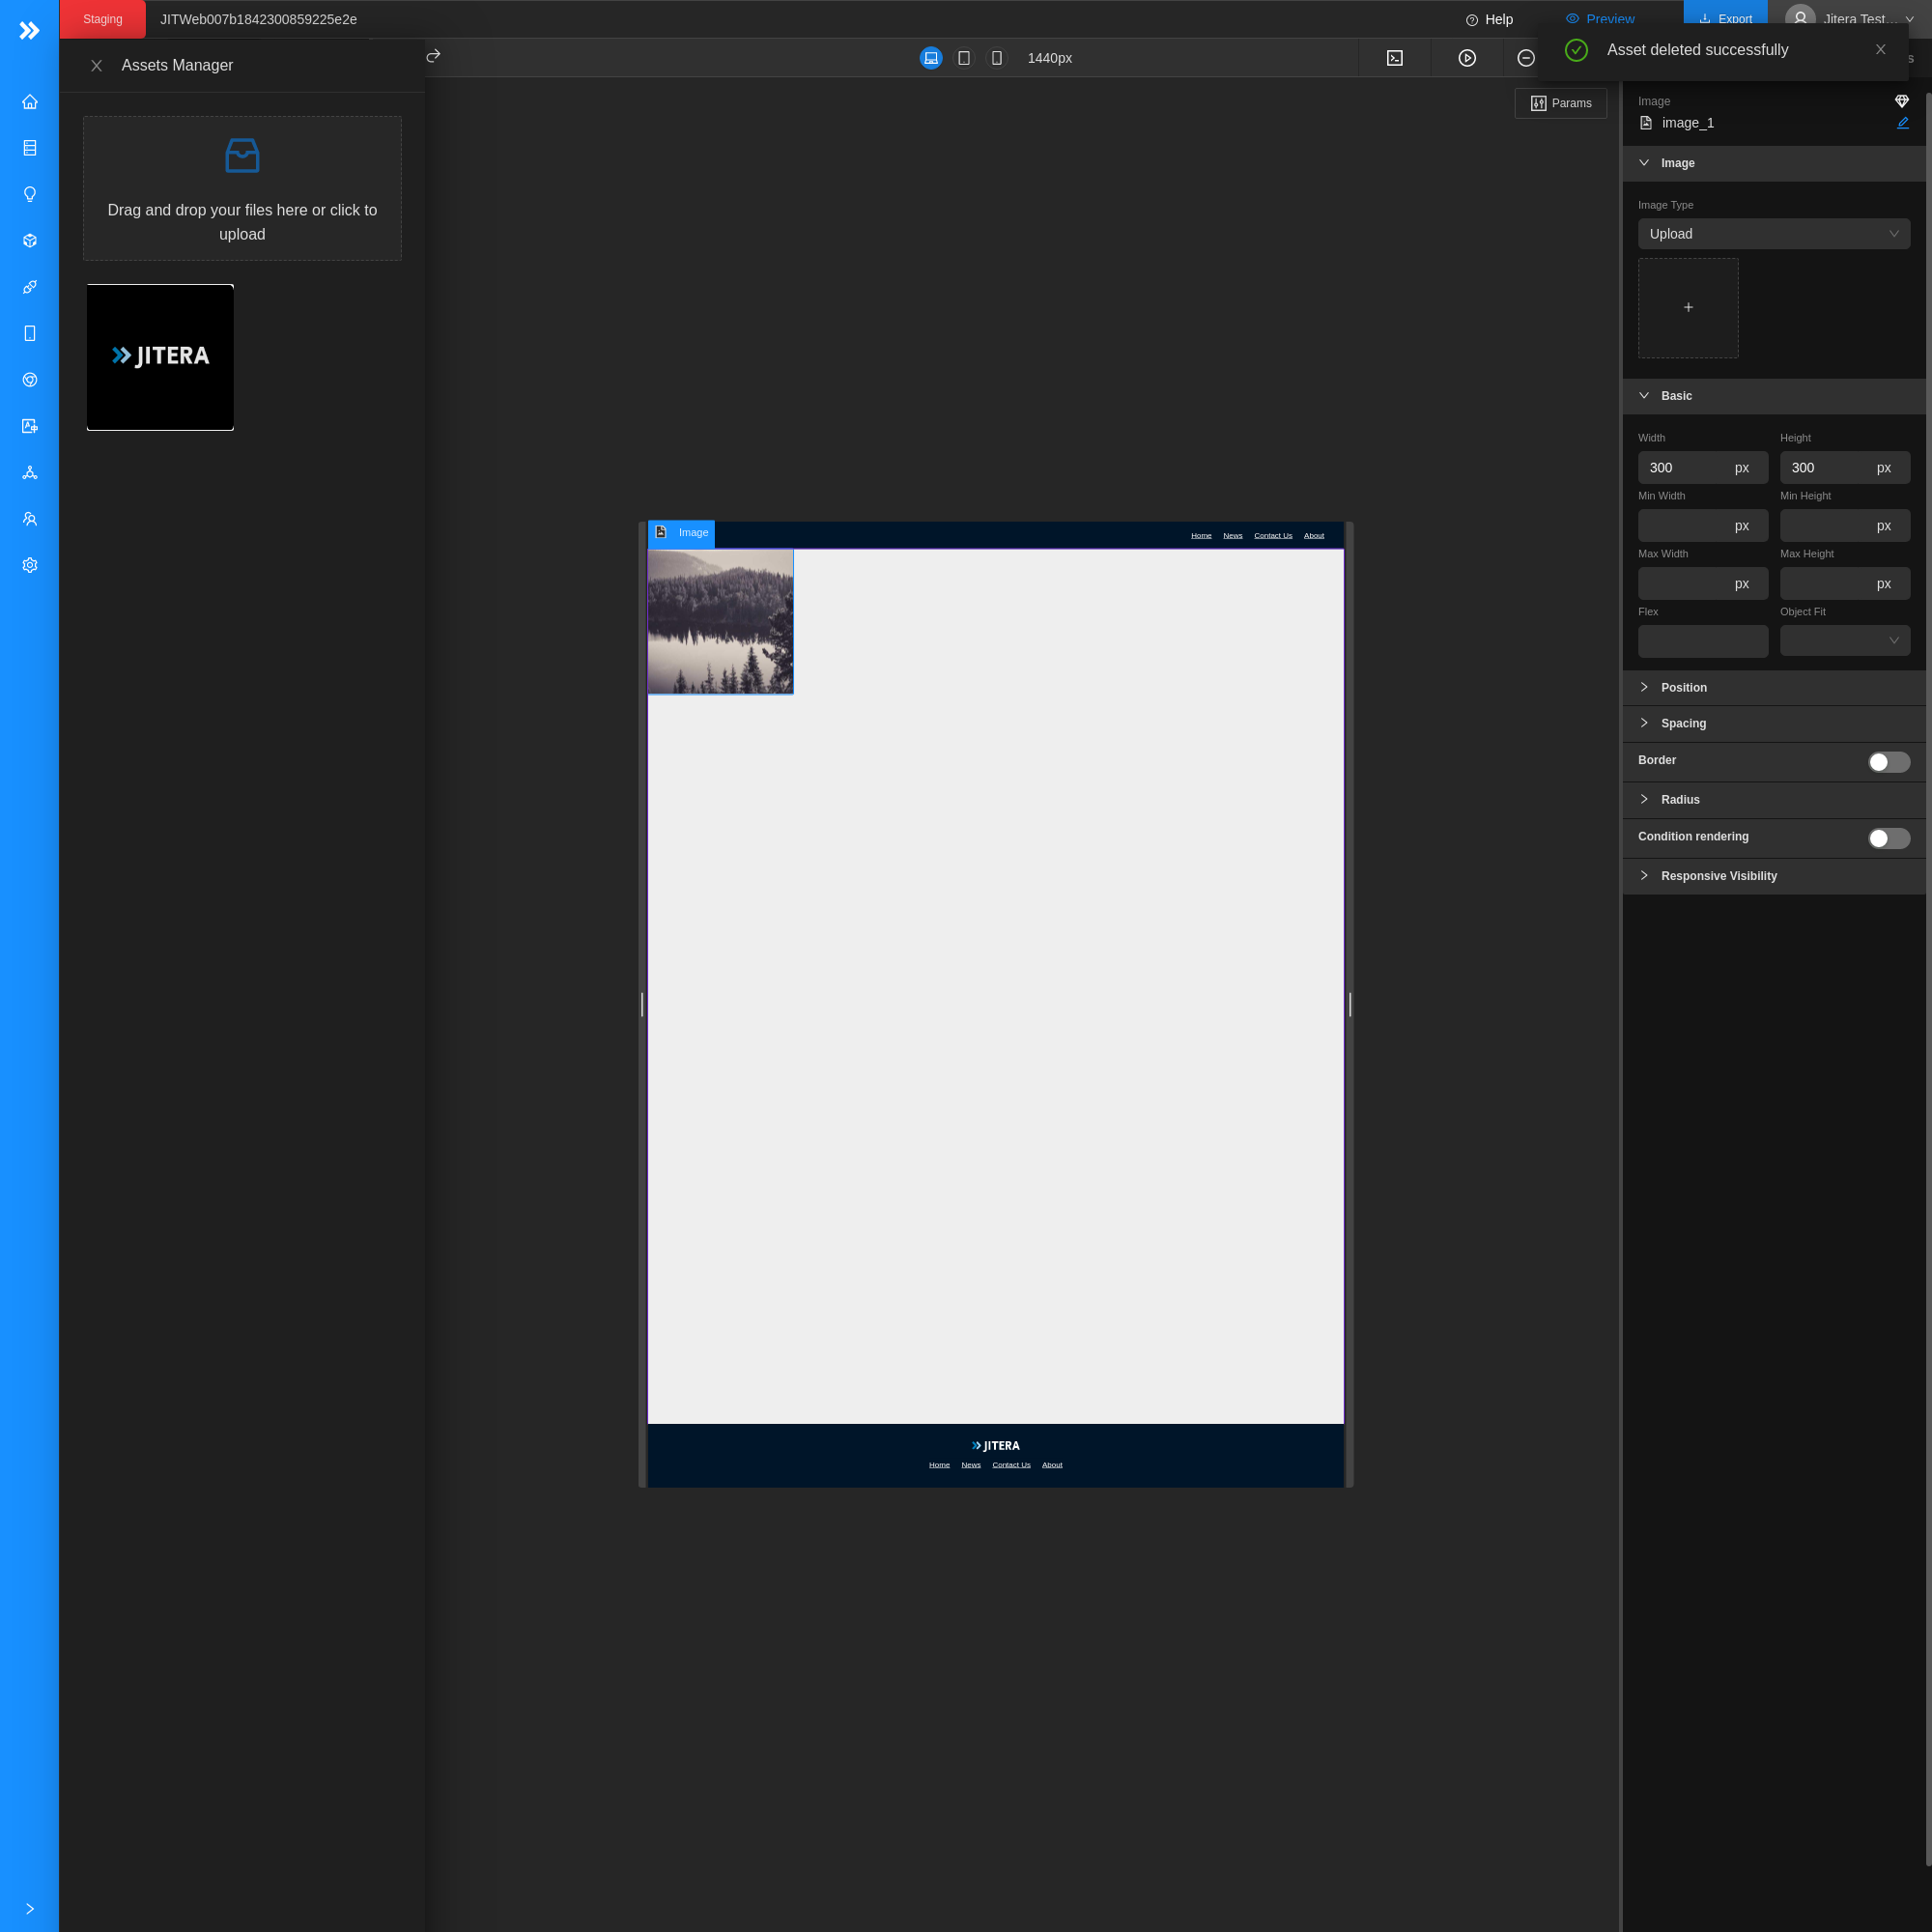 Staging
JITWeb007b1842300859225e2e
Help
Preview
Export
Jitera Test...
Asset deleted successfully
Assets Manager
1440px
Params
Drag and drop your files here or click to
upload
JITERA
Image
image_1
Image
Image Type
Upload
Basic
Width
Height
300 px
300 px
Min Width
Min Height
px
px
Max Width
Max Height
px
px
Flex
Object Fit
Position
Spacing
Border
Radius
Condition rendering
Responsive Visibility
Image
Home News Contact Us About
JITERA
Home News Contact Us About